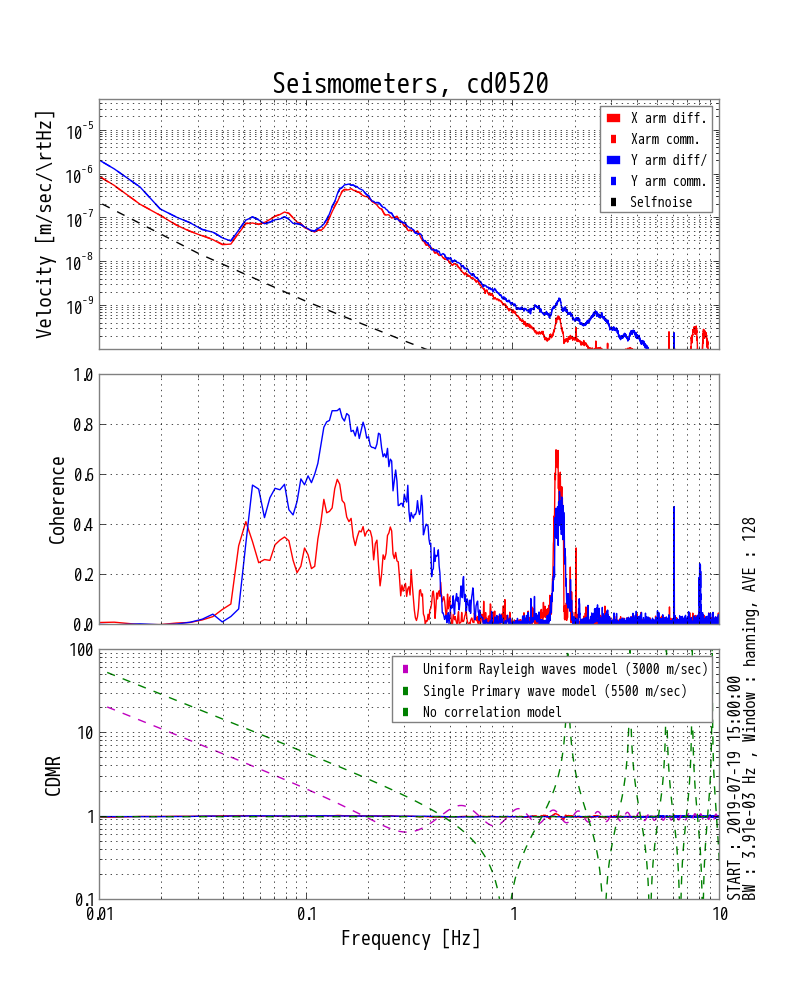 Seismometers, cd0520
Velocity [m/sec/\rtHz]
10^-5
10^-6
10^-7
10^-8
10^-9
X arm diff.
Xarm comm.
Y arm diff/
Y arm comm.
Selfnoise
Coherence
1.0
0.8
0.6
0.4
0.2
0.0
CDMR
100
10
1
0.1
Uniform Rayleigh waves model (3000 m/sec)
Single Primary wave model (5500 m/sec)
No correlation model
0.01 0.1 1 10
Frequency [Hz]
START : 2019-07-19 15:00:00
BW : 3.91e-03 Hz , Window : hanning, AVE : 128